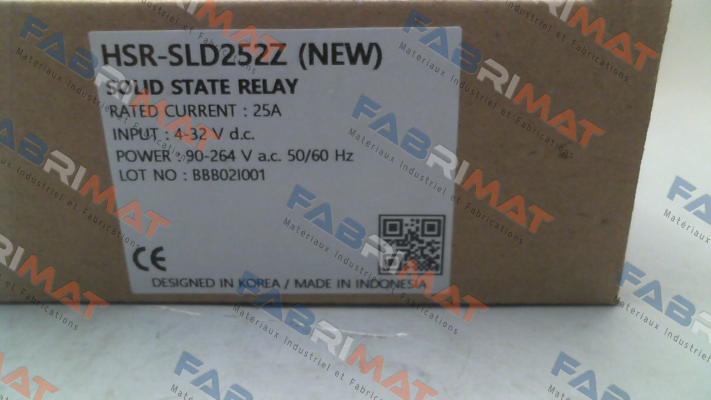 HSR-SLD252Z (NEW)
SOLID STATE RELAY
RATED CURRENT : 25A
INPUT : 4-32 V d.c.
POWER : 90-264 V a.c. 50/60 Hz
LOT NO : BBB02I001
CE
DESIGNED IN KOREA / MADE IN INDONESIA
FABRIMAT
Matériaux Industriel et Fabrications